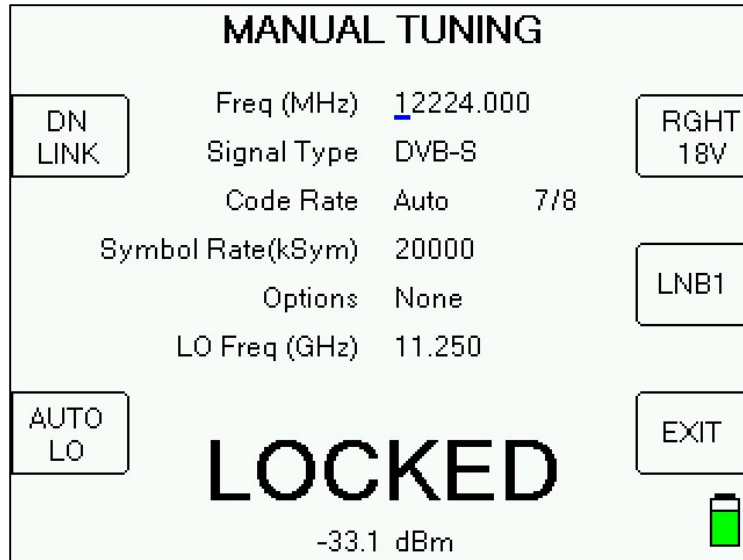 MANUAL TUNING
DN
LINK
Freq (MHz) 12224.000
Signal Type DVB-S
Code Rate Auto 7/8
Symbol Rate(kSym) 20000
Options None
LO Freq (GHz) 11.250
RGHT
18V
LNB1
AUTO
LO
EXIT
LOCKED
-33.1 dBm